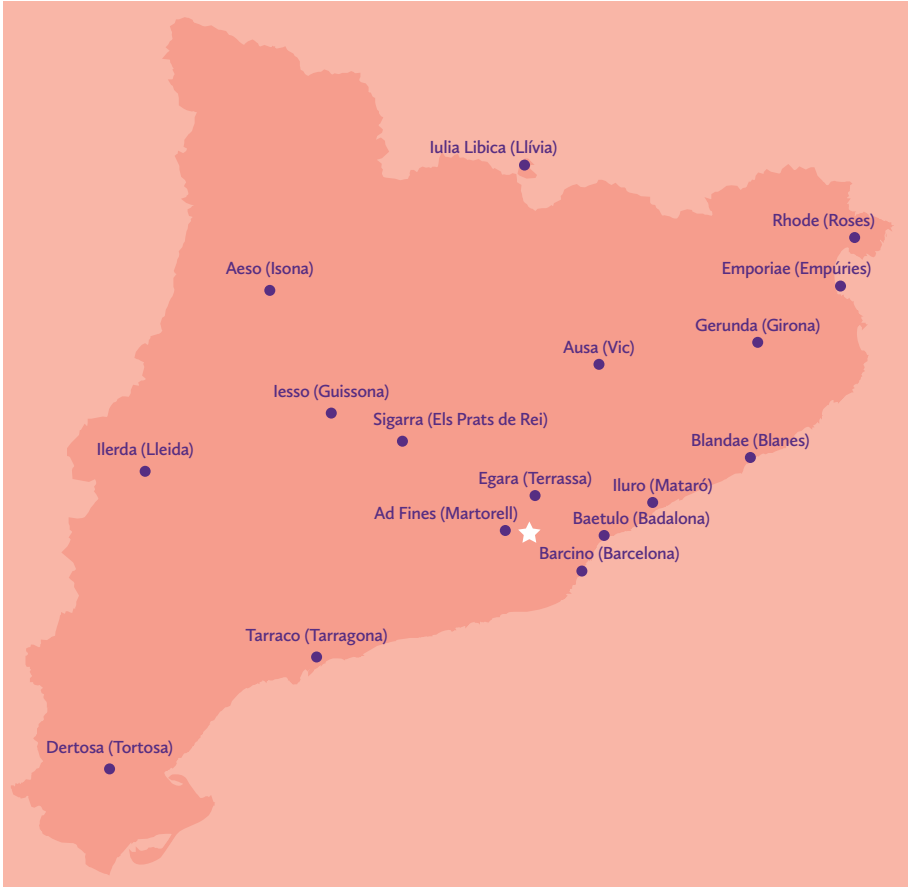 Iulia Libica (Llívia)
Rhode (Roses)
Aeso (Isona)
Emporiae (Empúries)
Gerunda (Girona)
Ausa (Vic)
Iesso (Guissona)
Sigarra (Els Prats de Rei)
Blandae (Blanes)
Ilerda (Lleida)
Egara (Terrassa)
Iluro (Mataró)
Ad Fines (Martorell)
Baetulo (Badalona)
Barcino (Barcelona)
Tarraco (Tarragona)
Dertosa (Tortosa)